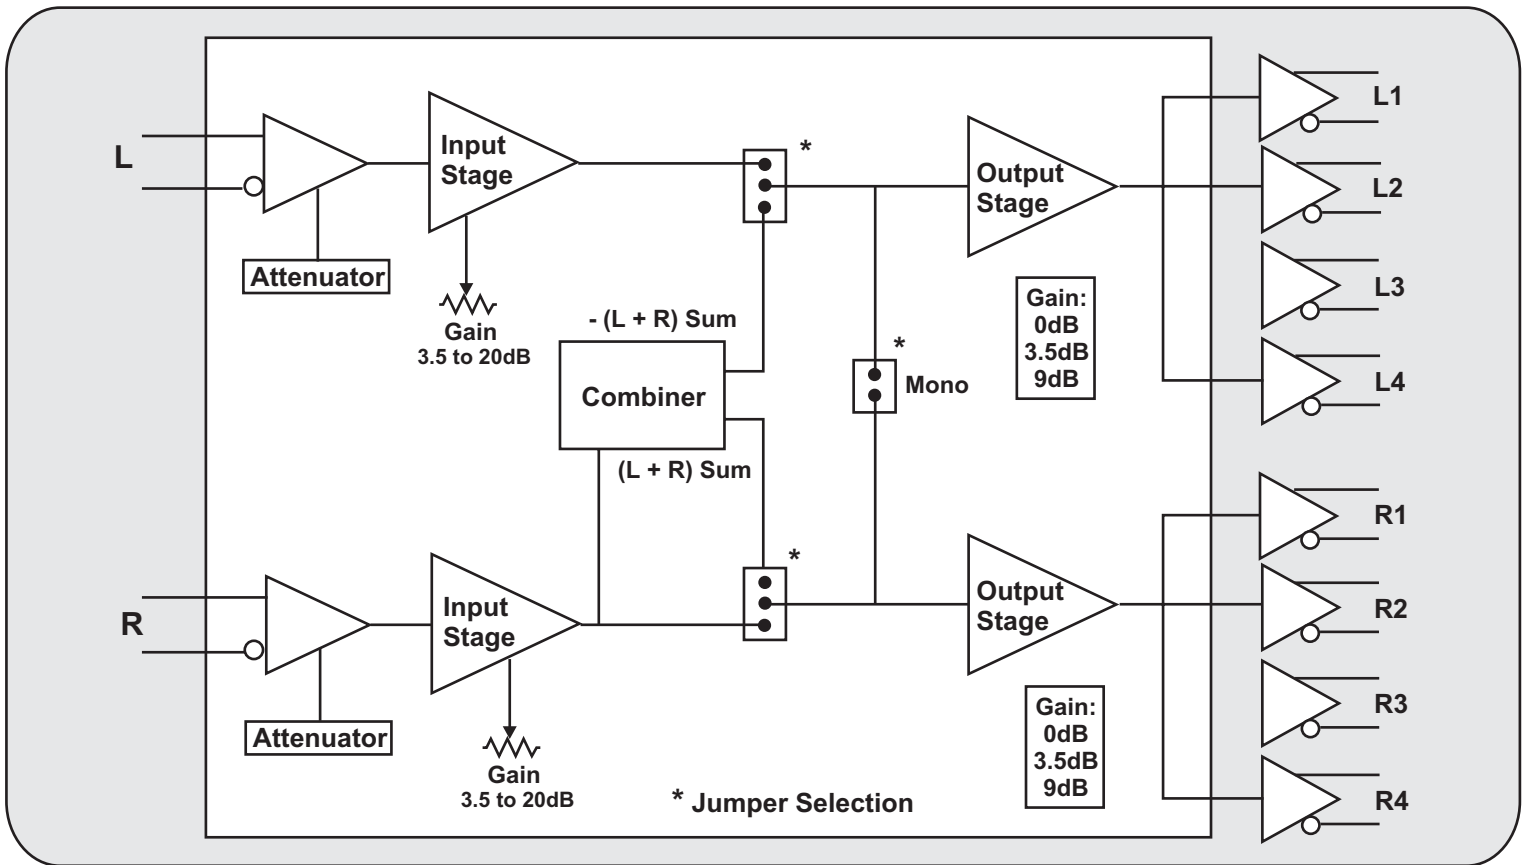 L
Input
Stage
*
Output
Stage
L1
L2
L3
L4
Attenuator
Gain
3.5 to 20dB
- (L + R) Sum
Combiner
(L + R) Sum
*
Mono
Gain:
0dB
3.5dB
9dB
R
Input
Stage
*
Output
Stage
R1
R2
R3
R4
Attenuator
Gain
3.5 to 20dB
Gain:
0dB
3.5dB
9dB
* Jumper Selection